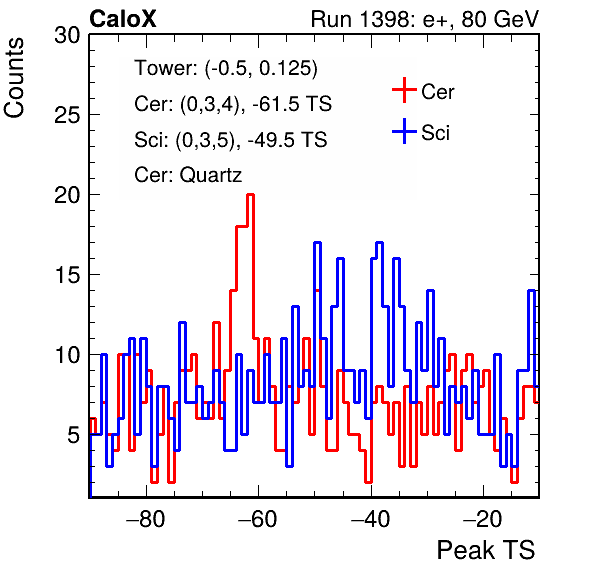 CaloX Run 1398: e+, 80 GeV
Counts
30
25
20
15
10
5
Tower: (-0.5, 0.125)
Cer: (0,3,4), -61.5 TS
Sci: (0,3,5), -49.5 TS
Cer: Quartz
Cer
Sci
−80 −60 −40 −20
Peak TS